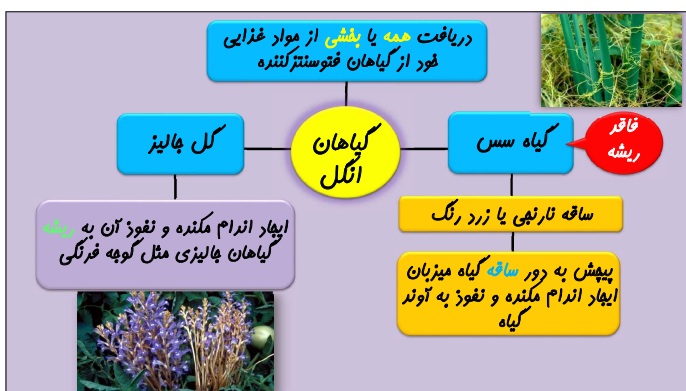 دریافت همه یا بخشی از مواد غذایی
خود از گیاهان فتوسنتزکننده
گیاهان
انگل
گیاه سس
فاقر
ریشه
ساقه نارنجی یا زرد رنگ
پیچش به دور ساقه گیاه میزبان
ایجاد اندام مکنده و نفوذ به آوند
گیاه
گل جالیز
ایجاد اندام مکنده و نفوذ آن به ریشه
گیاهان جالیزی مثل گوجه فرنگی